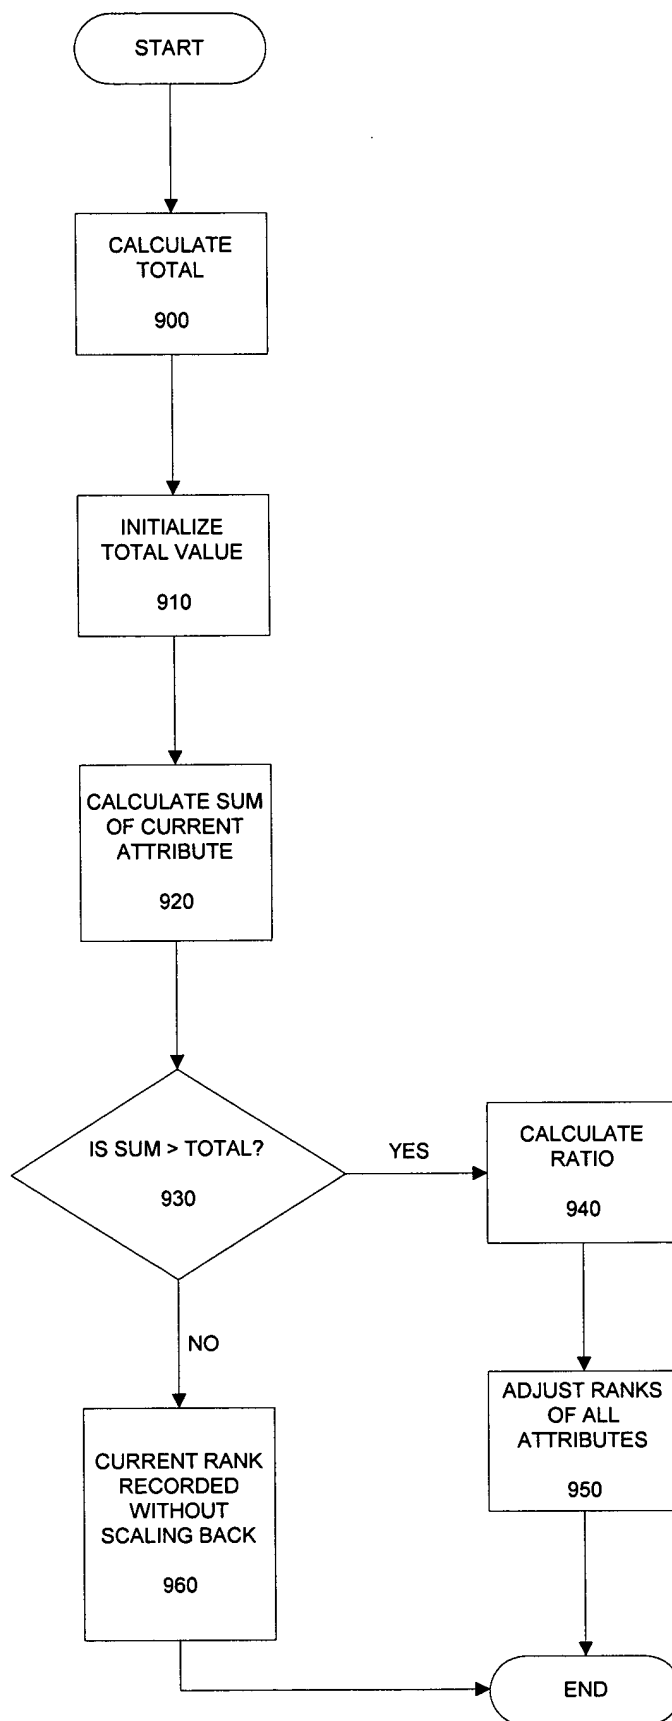 START
CALCULATE
TOTAL
900
INITIALIZE
TOTAL VALUE
910
CALCULATE SUM
OF CURRENT
ATTRIBUTE
920
IS SUM > TOTAL?
930
YES
CALCULATE
RATIO
940
NO
ADJUST RANKS
OF ALL
ATTRIBUTES
950
CURRENT RANK
RECORDED
WITHOUT
SCALING BACK
960
END